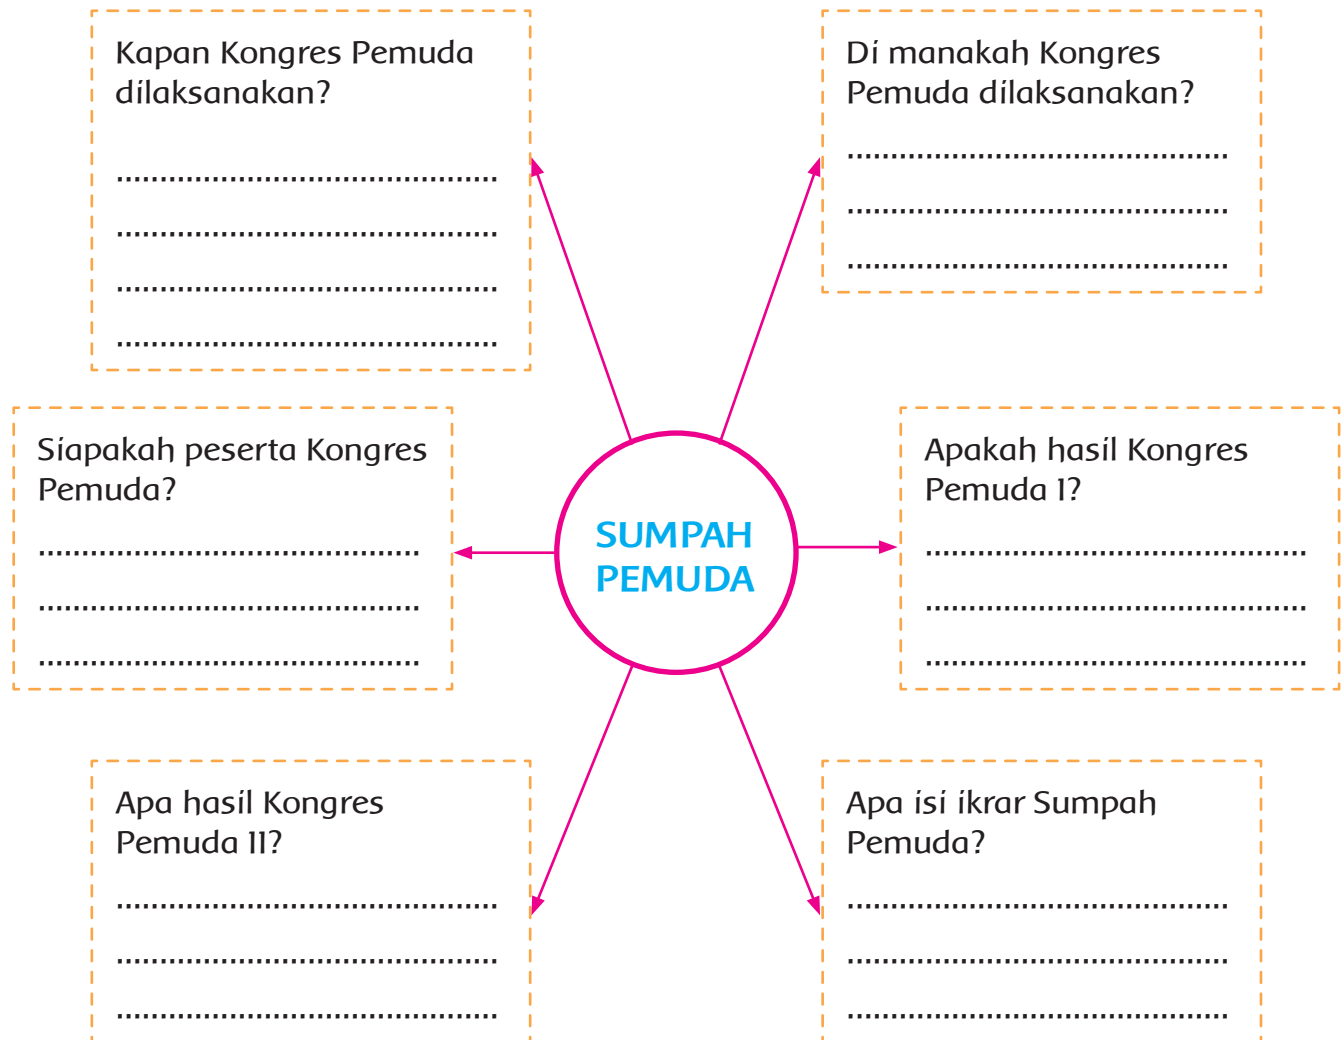 Kapan Kongres Pemuda
dilaksanakan?
............................................
............................................
............................................
............................................
Di manakah Kongres
Pemuda dilaksanakan?
............................................
............................................
............................................
Siapakah peserta Kongres
Pemuda?
............................................
............................................
............................................
SUMPAH
PEMUDA
Apakah hasil Kongres
Pemuda I?
............................................
............................................
............................................
Apa hasil Kongres
Pemuda II?
............................................
............................................
............................................
Apa isi ikrar Sumpah
Pemuda?
............................................
............................................
............................................